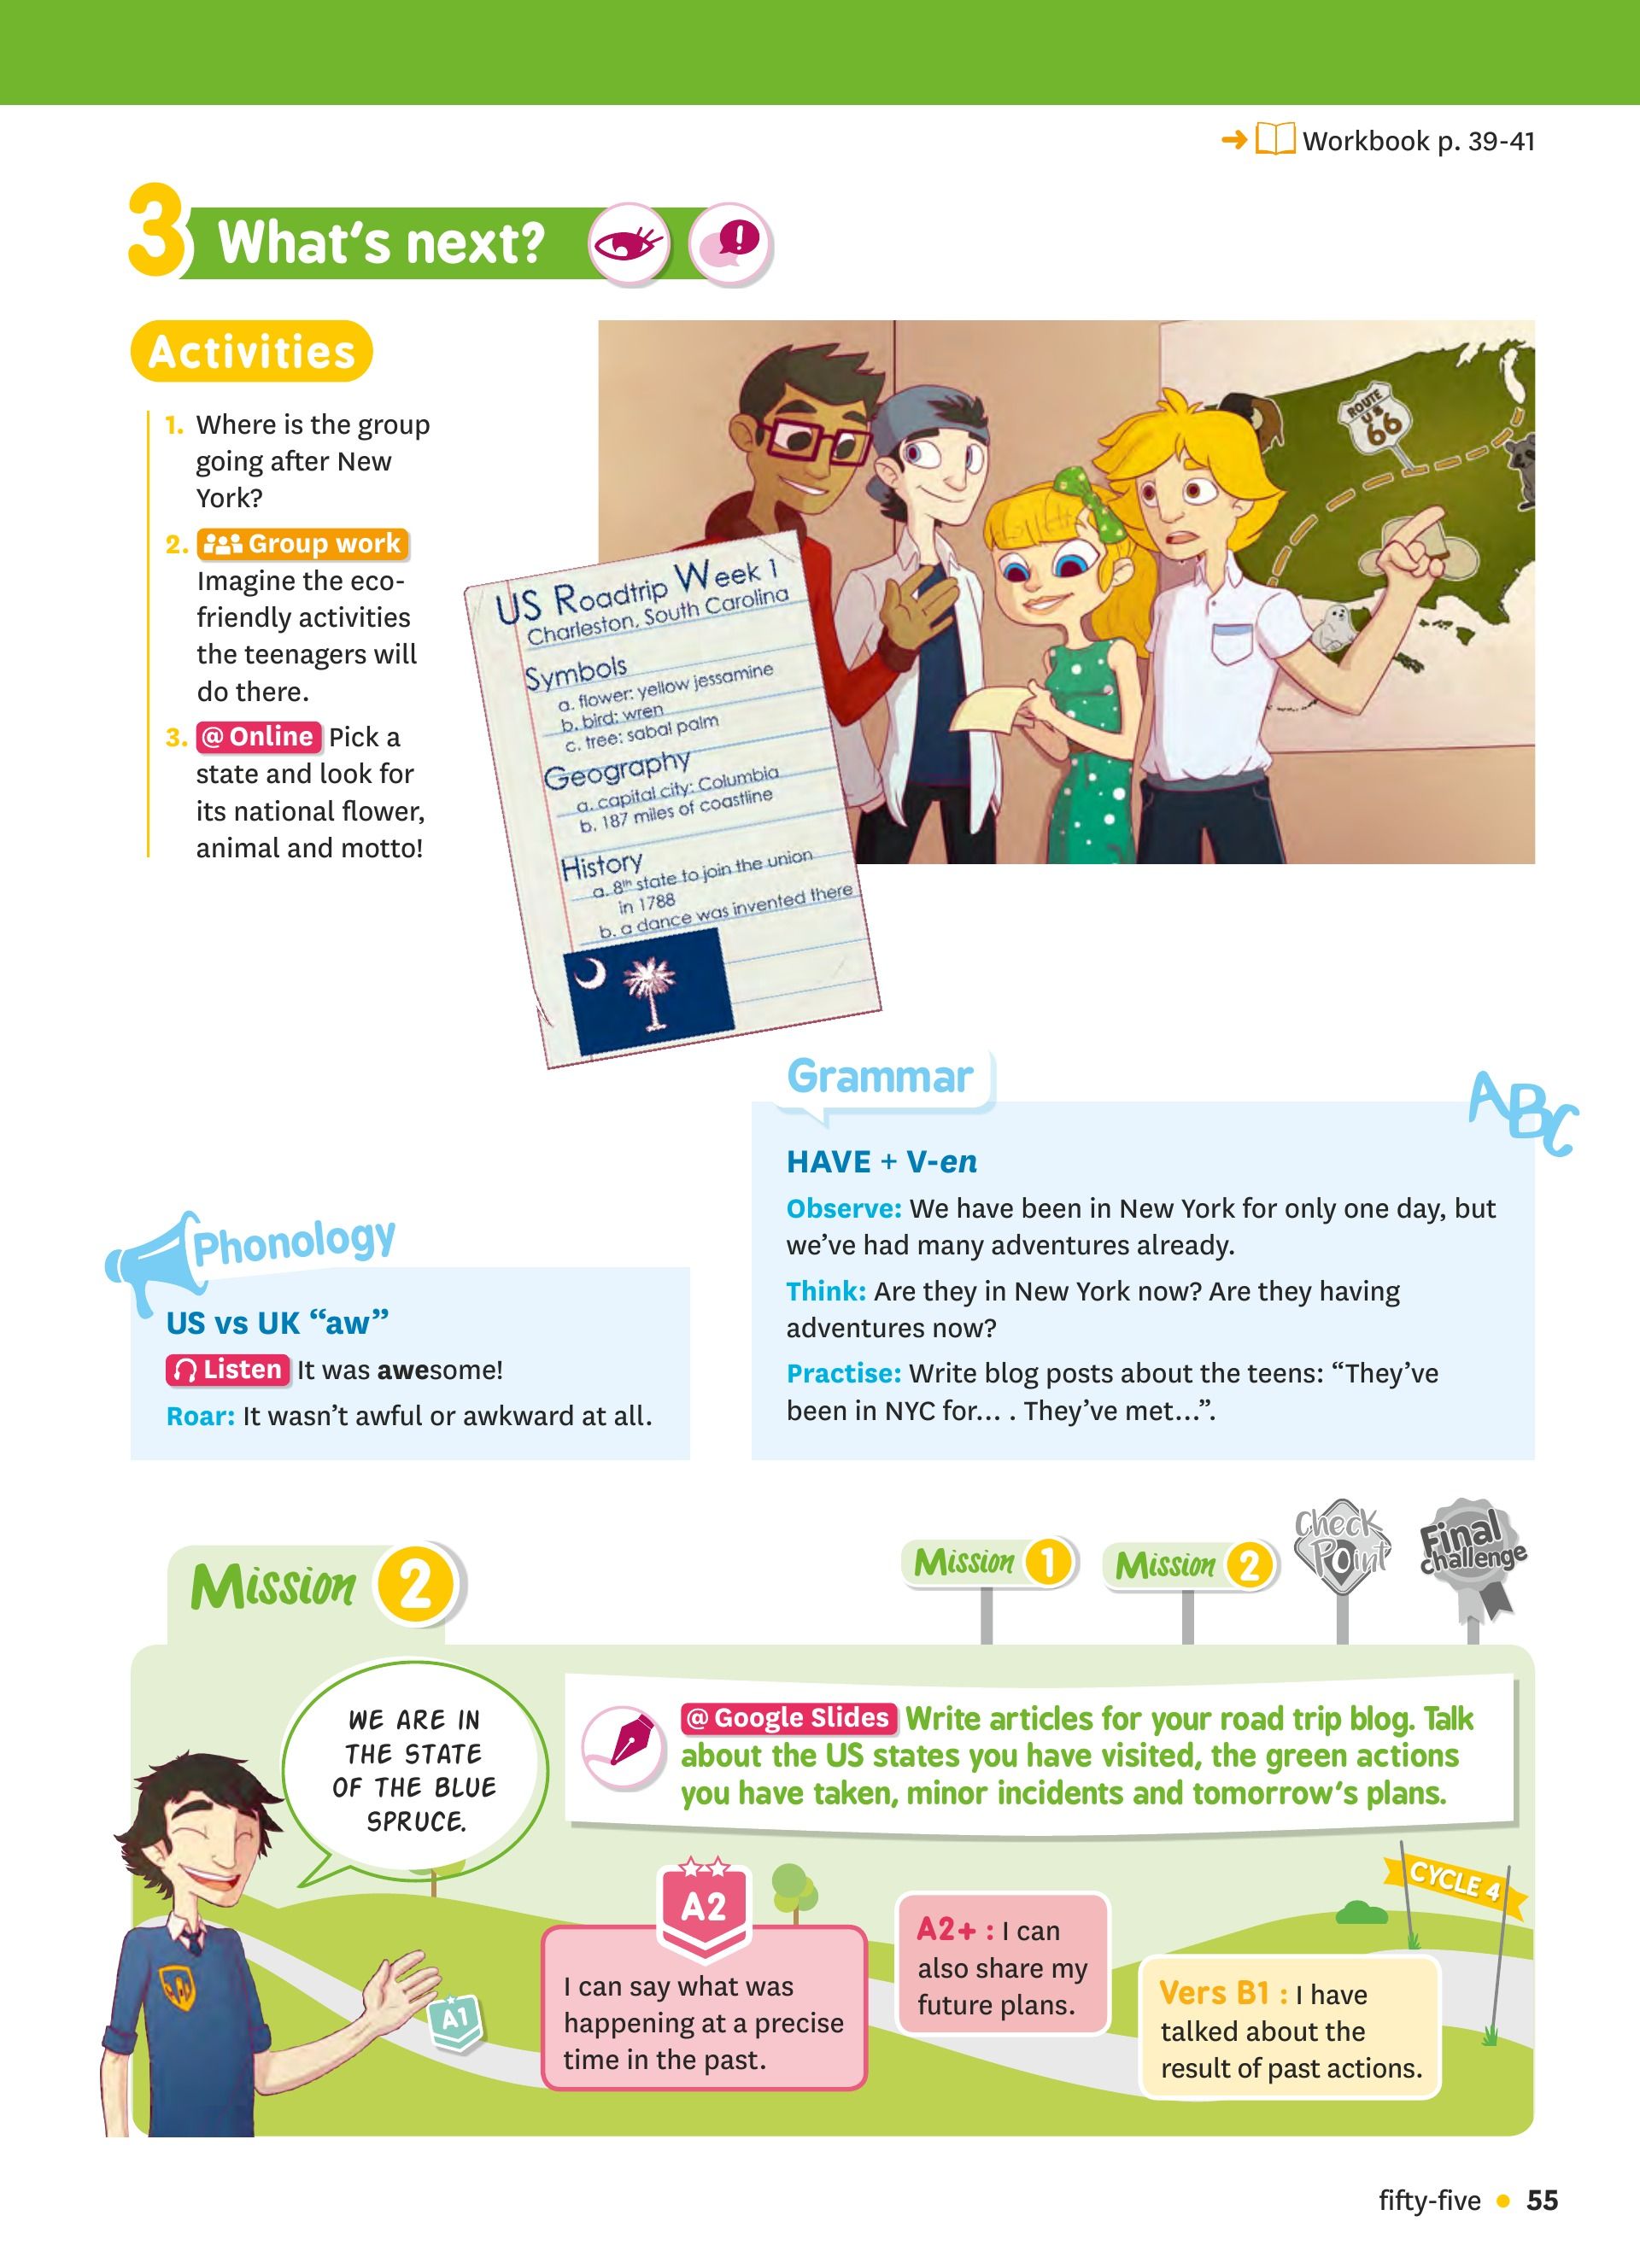 Workbook p. 39-41
3 What's next?
Activities
1. Where is the group
going after New
York?
2. Group work
Imagine the eco-
friendly activities
the teenagers will
do there.
3. @ Online Pick a
state and look for
its national flower,
animal and motto!
ROUTE
US
66
US Roadtrip Week 1
Charleston, South Carolina
Symbols
a. flower: yellow jessamine
b. bird: wren
c. tree: sabal palm
Geography
a. capital city: Columbia
b. 187 miles of coastline
History
a. 8th state to join the union
in 1788
b. a dance was invented there
Grammar
ABC
HAVE + V-en
Observe: We have been in New York for only one day, but
we've had many adventures already.
Think: Are they in New York now? Are they having
adventures now?
Practise: Write blog posts about the teens: “They've
been in NYC for… . They've met…”.
Phonology
US vs UK “aw”
Listen It was awesome!
Roar: It wasn't awful or awkward at all.
Mission 1
Mission 2
Check
Point
Final
challenge
Mission 2
WE ARE IN
THE STATE
OF THE BLUE
SPRUCE.
@ Google Slides Write articles for your road trip blog. Talk
about the US states you have visited, the green actions
you have taken, minor incidents and tomorrow's plans.
CYCLE 4
A1
A2
I can say what was
happening at a precise
time in the past.
A2+ : I can
also share my
future plans.
Vers B1 : I have
talked about the
result of past actions.
fifty-five • 55